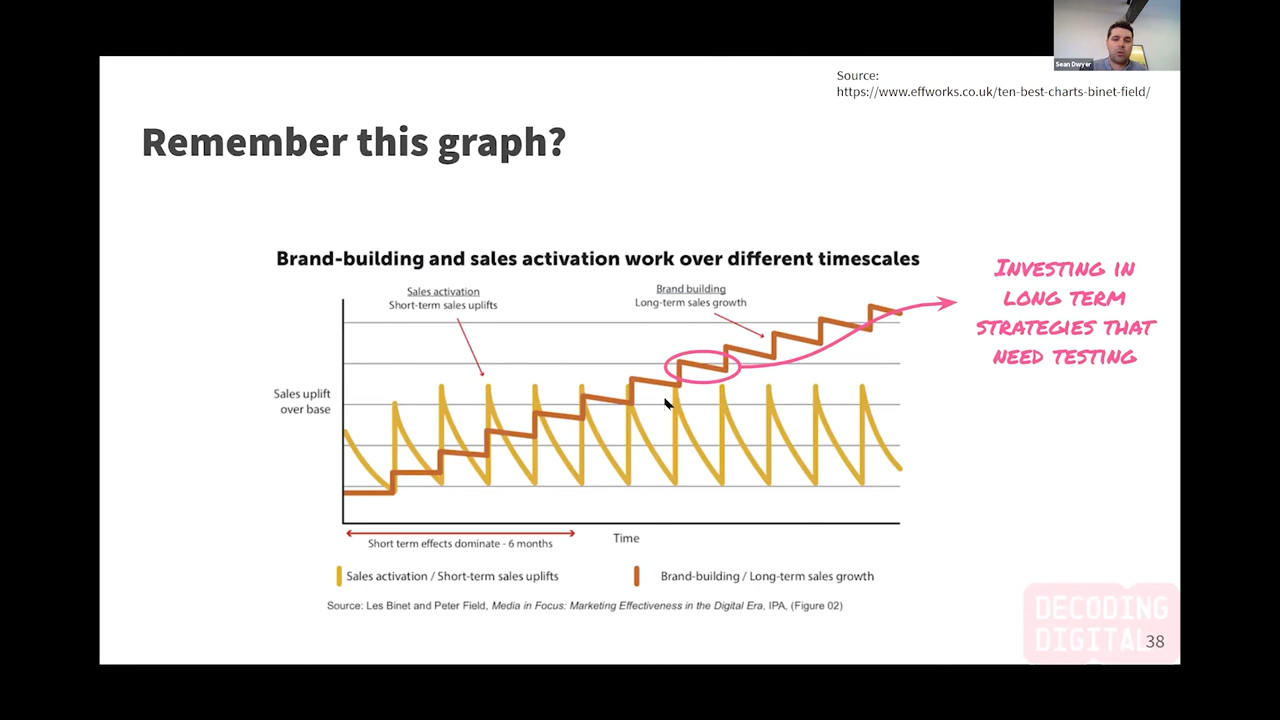 Sean Dwyer
Source:
https://www.effworks.co.uk/ten-best-charts-binet-field/
Remember this graph?
Brand-building and sales activation work over different timescales
Sales activation
Short-term sales uplifts
Brand building
Long-term sales growth
INVESTING IN
LONG TERM
STRATEGIES THAT
NEED TESTING
Sales uplift
over base
Short term effects dominate - 6 months
Time
Sales activation / Short-term sales uplifts
Brand-building / Long-term sales growth
Source: Les Binet and Peter Field, Media in Focus: Marketing Effectiveness in the Digital Era, IPA, (Figure 02)
DECODING
DIGITAL
38